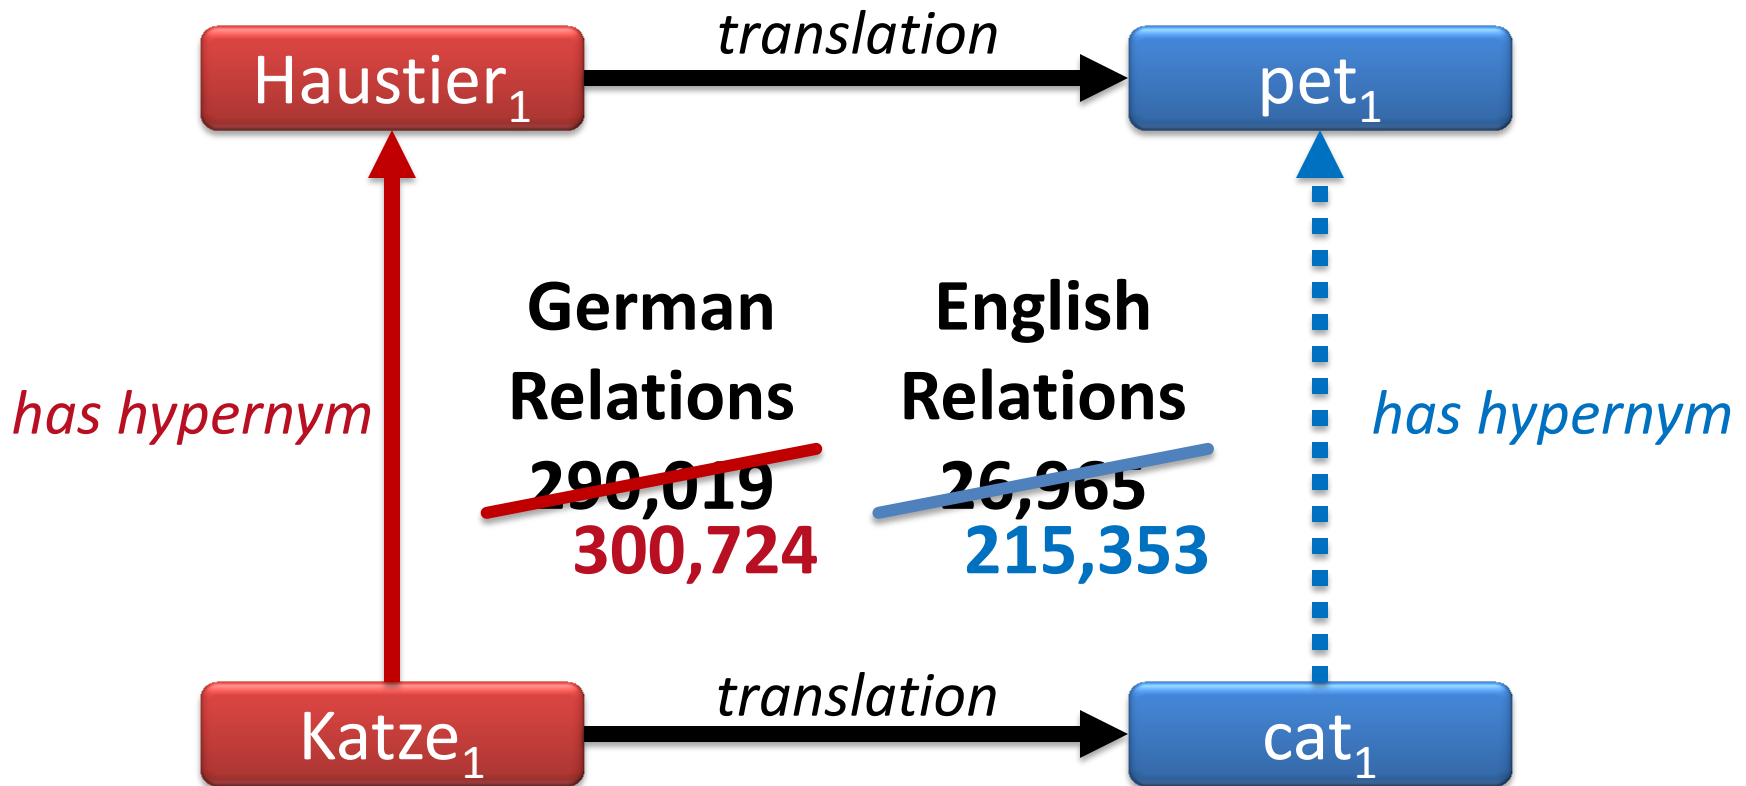 translation
Haustier₁
pet₁
German
Relations
290,019
300,724
English
Relations
26,965
215,353
has hypernym
has hypernym
translation
Katze₁
cat₁